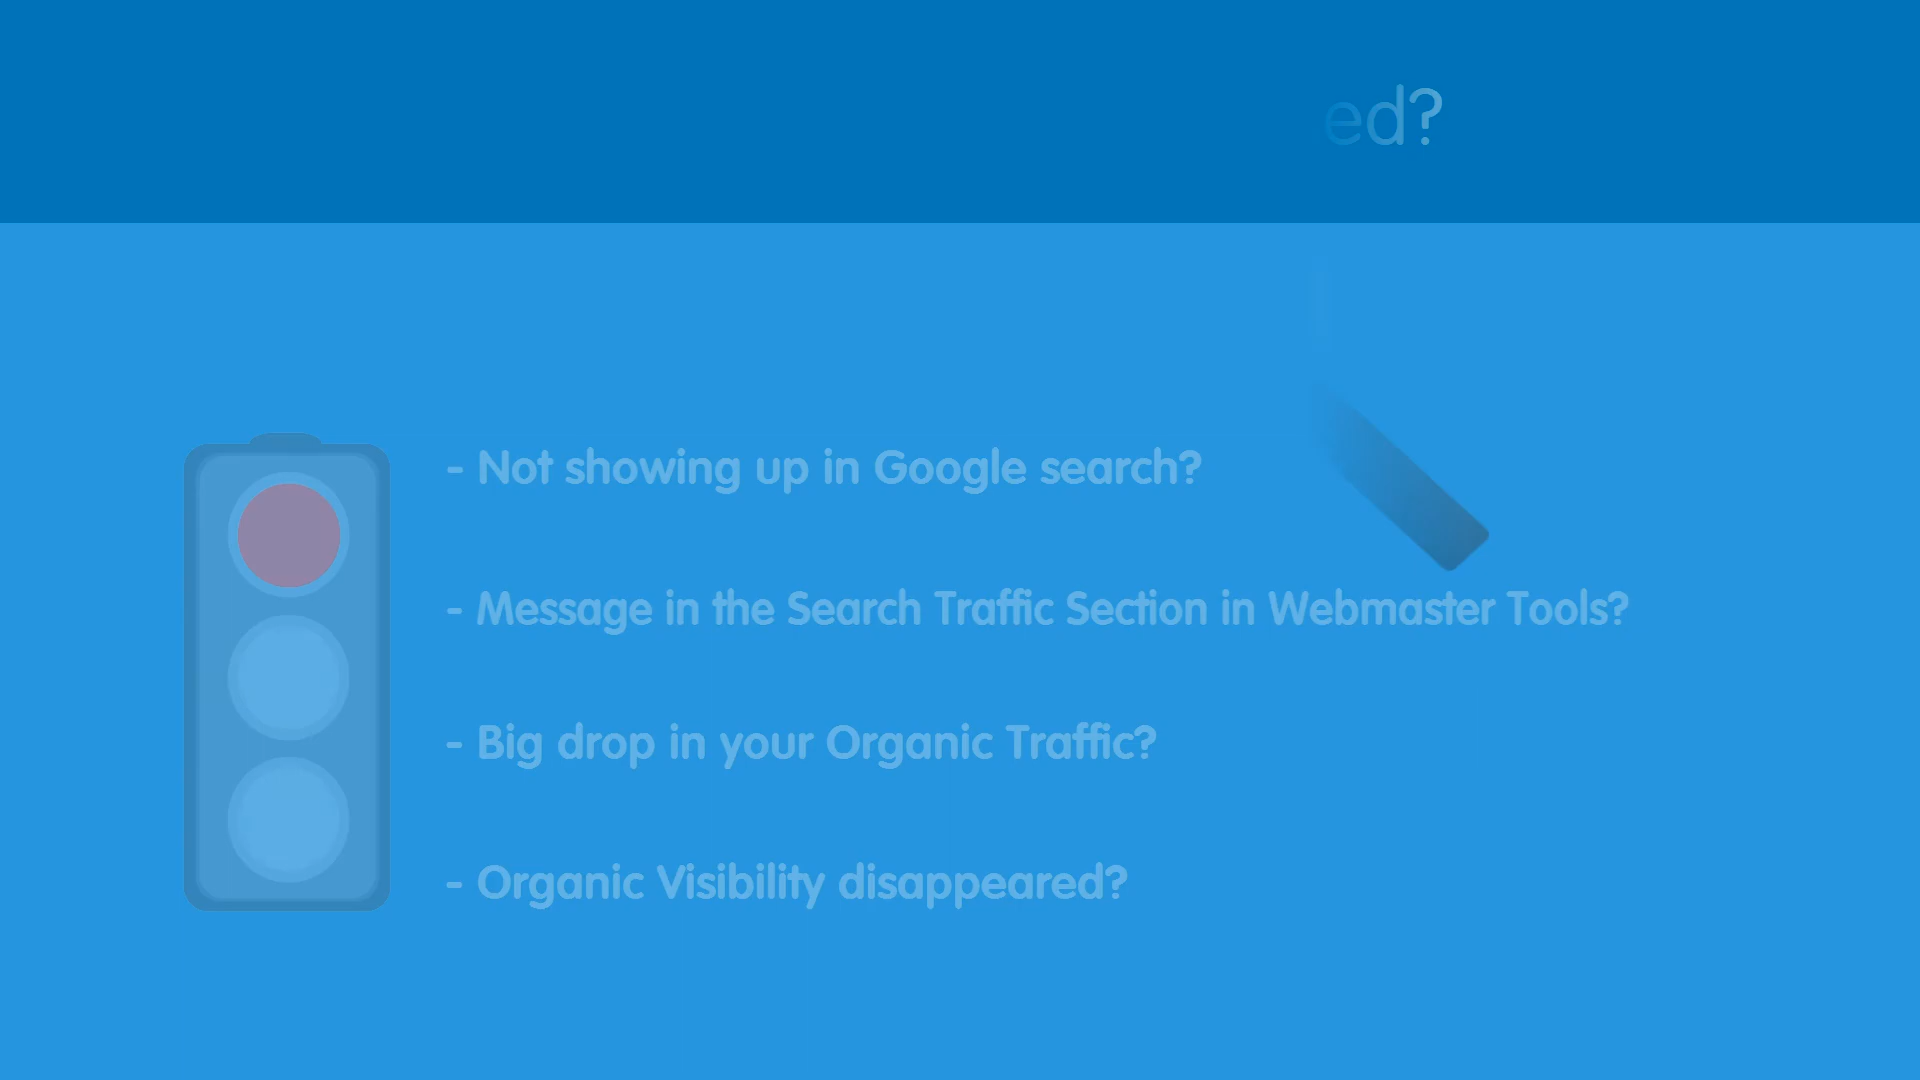 ed?
- Not showing up in Google search?
- Message in the Search Traffic Section in Webmaster Tools?
- Big drop in your Organic Traffic?
- Organic Visibility disappeared?